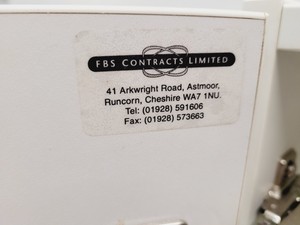 FBS CONTRACTS LIMITED
41 Arkwright Road, Astmoor,
Runcorn, Cheshire WA7 1NU.
Tel: (01928) 591606
Fax: (01928) 573663